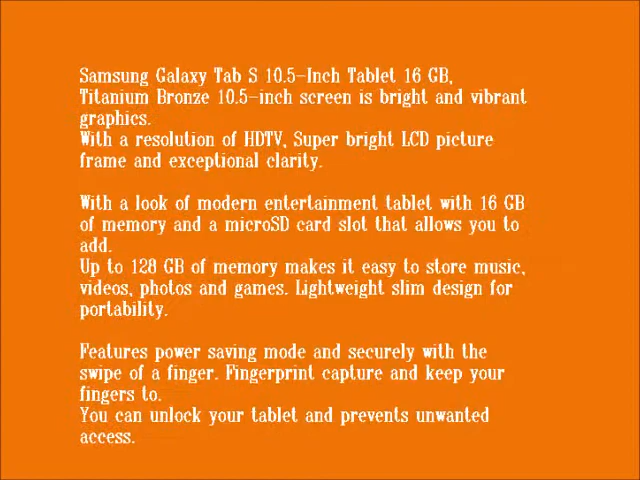 Samsung Galaxy Tab S 10.5-Inch Tablet 16 GB,
Titanium Bronze 10.5-inch screen is bright and vibrant
graphics.
With a resolution of HDTV, Super bright LCD picture
frame and exceptional clarity.
With a look of modern entertainment tablet with 16 GB
of memory and a microSD card slot that allows you to
add.
Up to 128 GB of memory makes it easy to store music,
videos, photos and games. Lightweight slim design for
portability.
Features power saving mode and securely with the
swipe of a finger. Fingerprint capture and keep your
fingers to.
You can unlock your tablet and prevents unwanted
access.